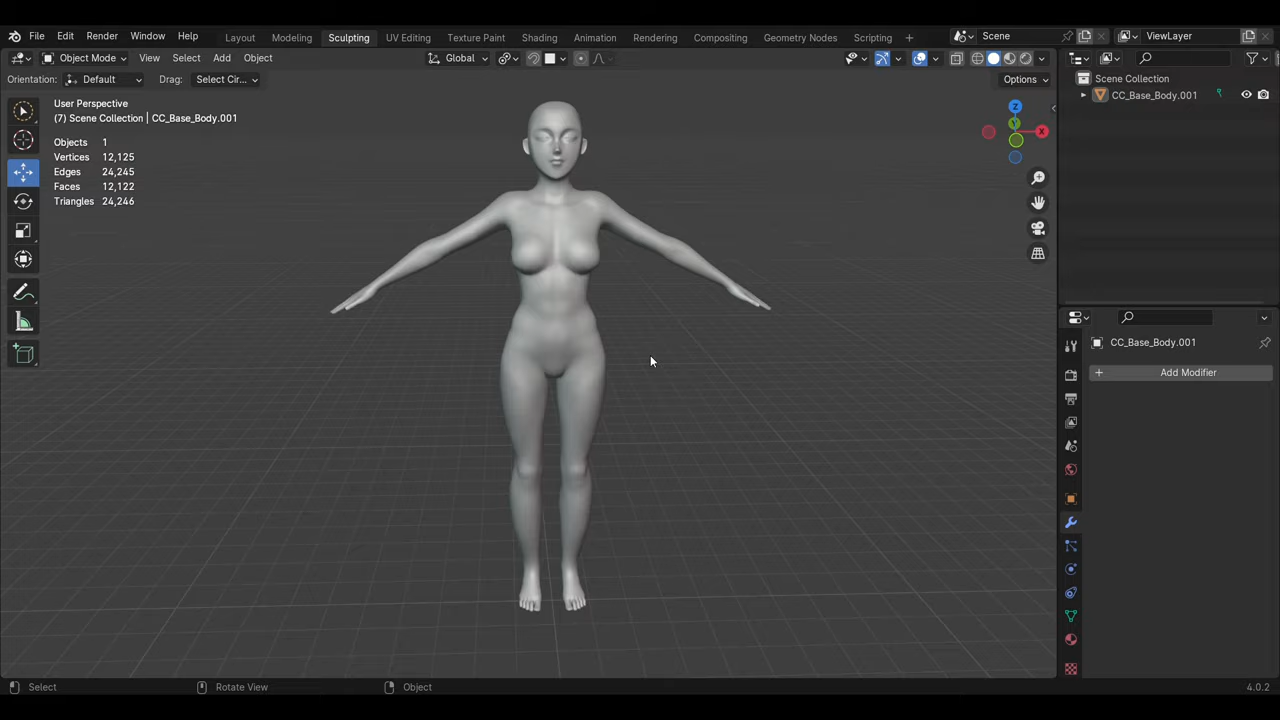 File Edit Render Window Help Layout Modeling Sculpting UV Editing Texture Paint Shading Animation Rendering Compositing Geometry Nodes Scripting + Scene ViewLayer
Object Mode View Select Add Object Global
Orientation: Default Drag: Select Cir... Options
User Perspective
(7) Scene Collection | CC_Base_Body.001
Objects 1
Vertices 12,125
Edges 24,245
Faces 12,122
Triangles 24,246
Z
Y
X
Scene Collection
CC_Base_Body.001
CC_Base_Body.001
+ Add Modifier
Select Rotate View Object 4.0.2